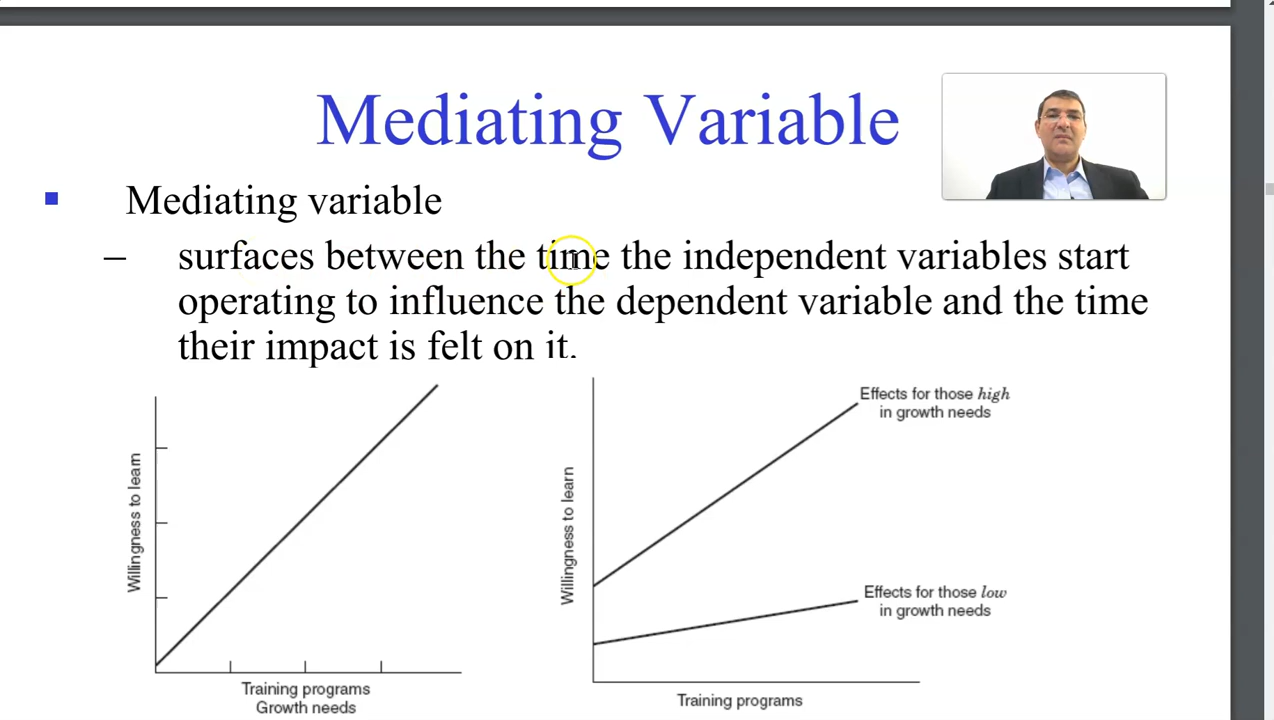 Mediating Variable
Mediating variable
– surfaces between the time the independent variables start
operating to influence the dependent variable and the time
their impact is felt on it.
Willingness to learn
Training programs
Growth needs
Willingness to learn
Effects for those high
in growth needs
Effects for those low
in growth needs
Training programs